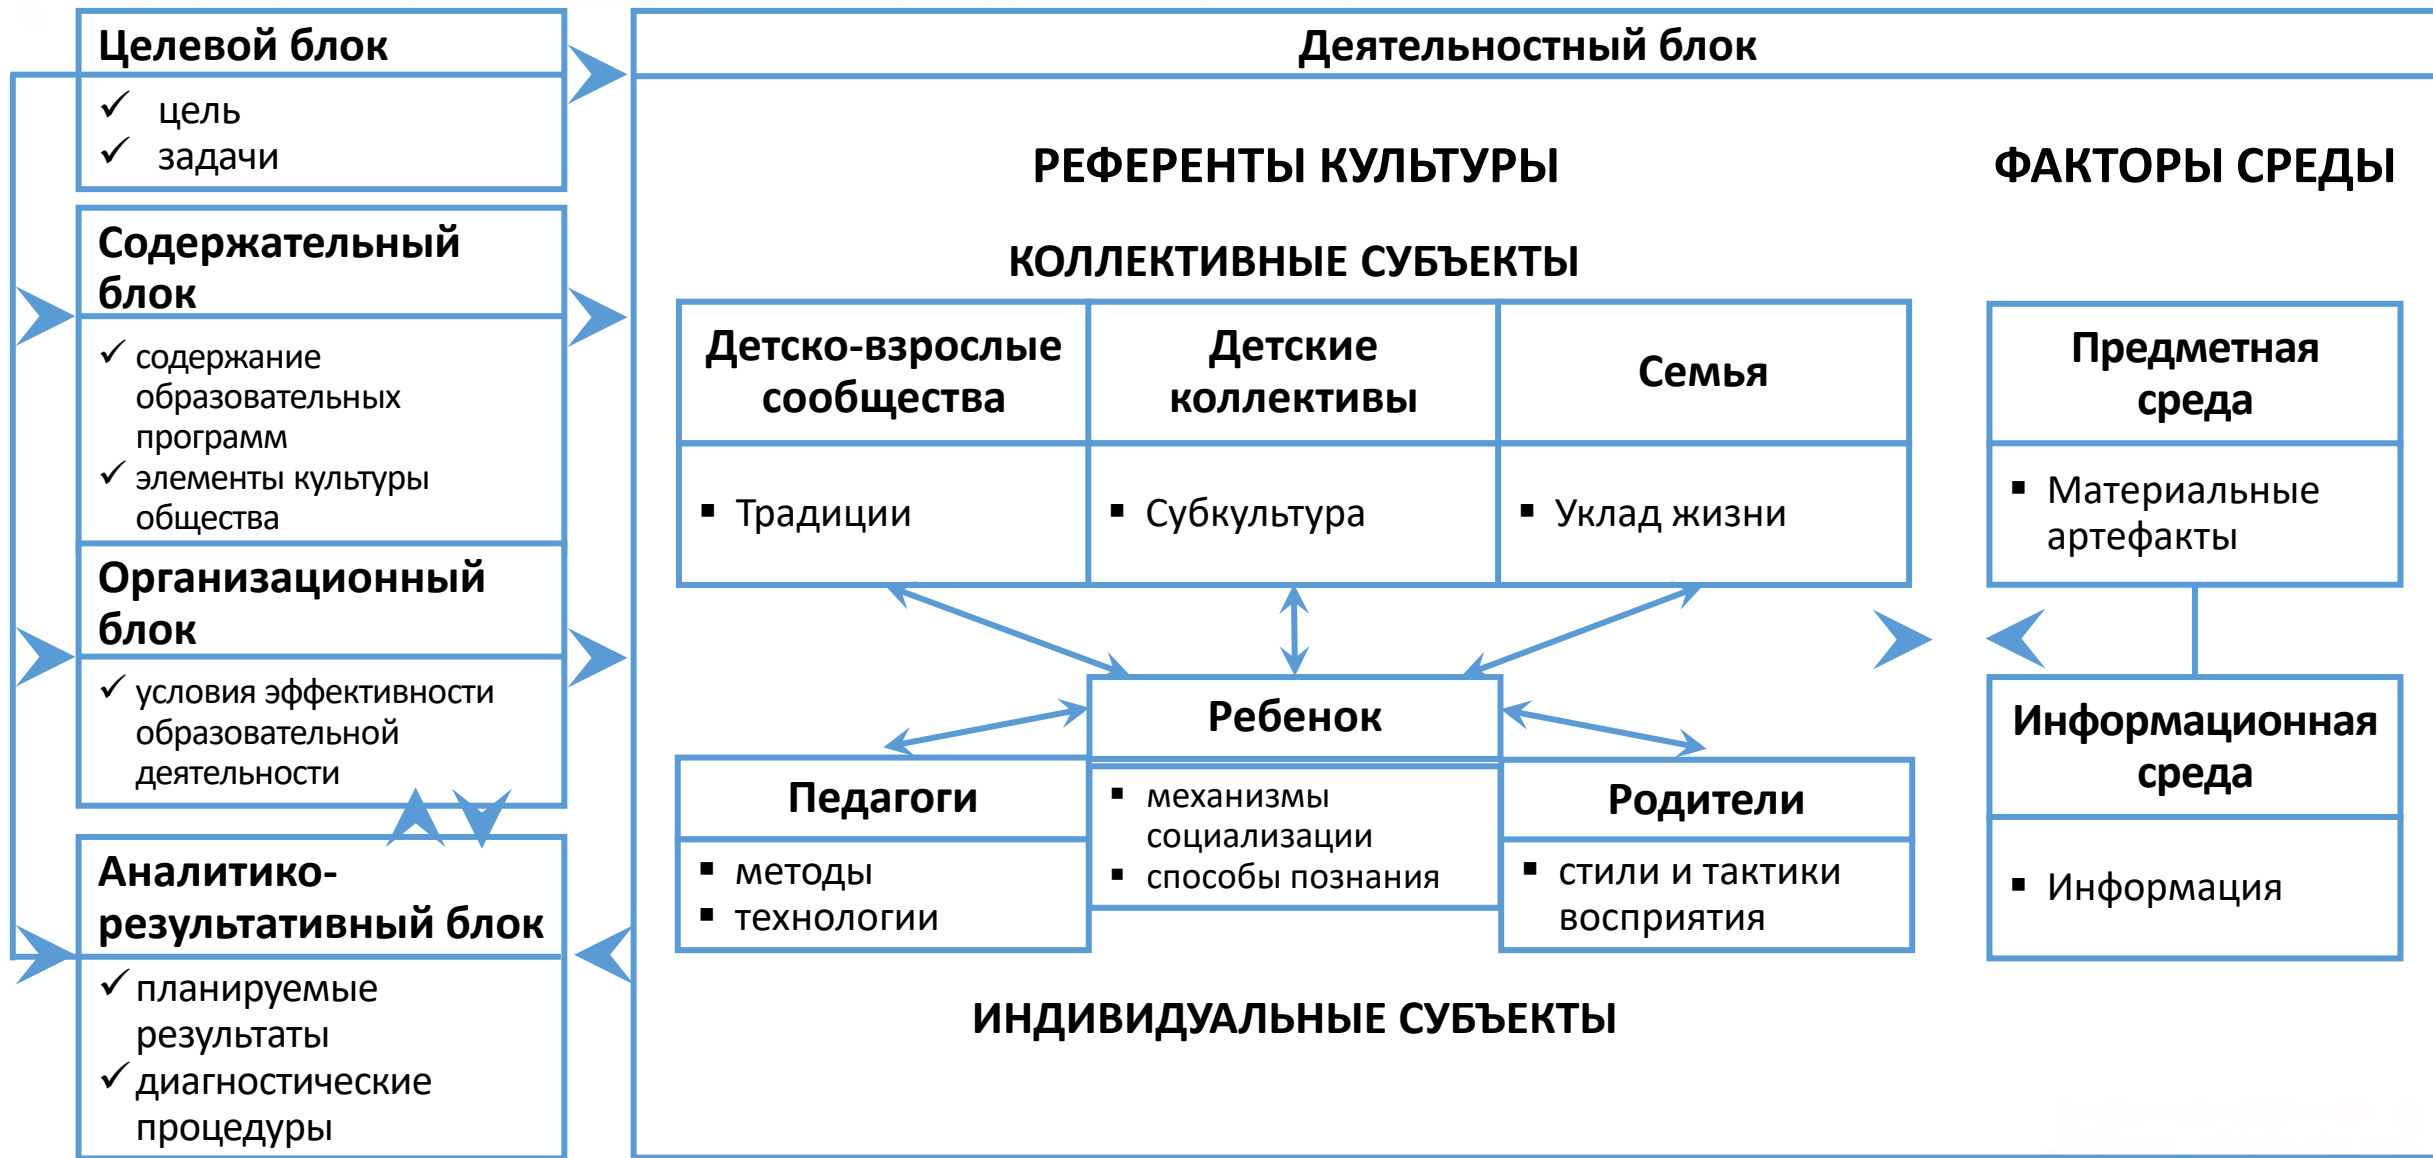 Целевой блок
✓ цель
✓ задачи
Содержательный
блок
✓ содержание
образовательных
программ
✓ элементы культуры
общества
Организационный
блок
✓ условия эффективности
образовательной
деятельности
Аналитико-
результативный блок
✓ планируемые
результаты
✓ диагностические
процедуры
Деятельностный блок
РЕФЕРЕНТЫ КУЛЬТУРЫ
КОЛЛЕКТИВНЫЕ СУБЪЕКТЫ
Детско-взрослые
сообщества
▪ Традиции
Детские
коллективы
▪ Субкультура
Семья
▪ Уклад жизни
Ребенок
▪ механизмы
социализации
▪ способы познания
Педагоги
▪ методы
▪ технологии
Родители
▪ стили и тактики
восприятия
ИНДИВИДУАЛЬНЫЕ СУБЪЕКТЫ
ФАКТОРЫ СРЕДЫ
Предметная
среда
▪ Материальные
артефакты
Информационная
среда
▪ Информация